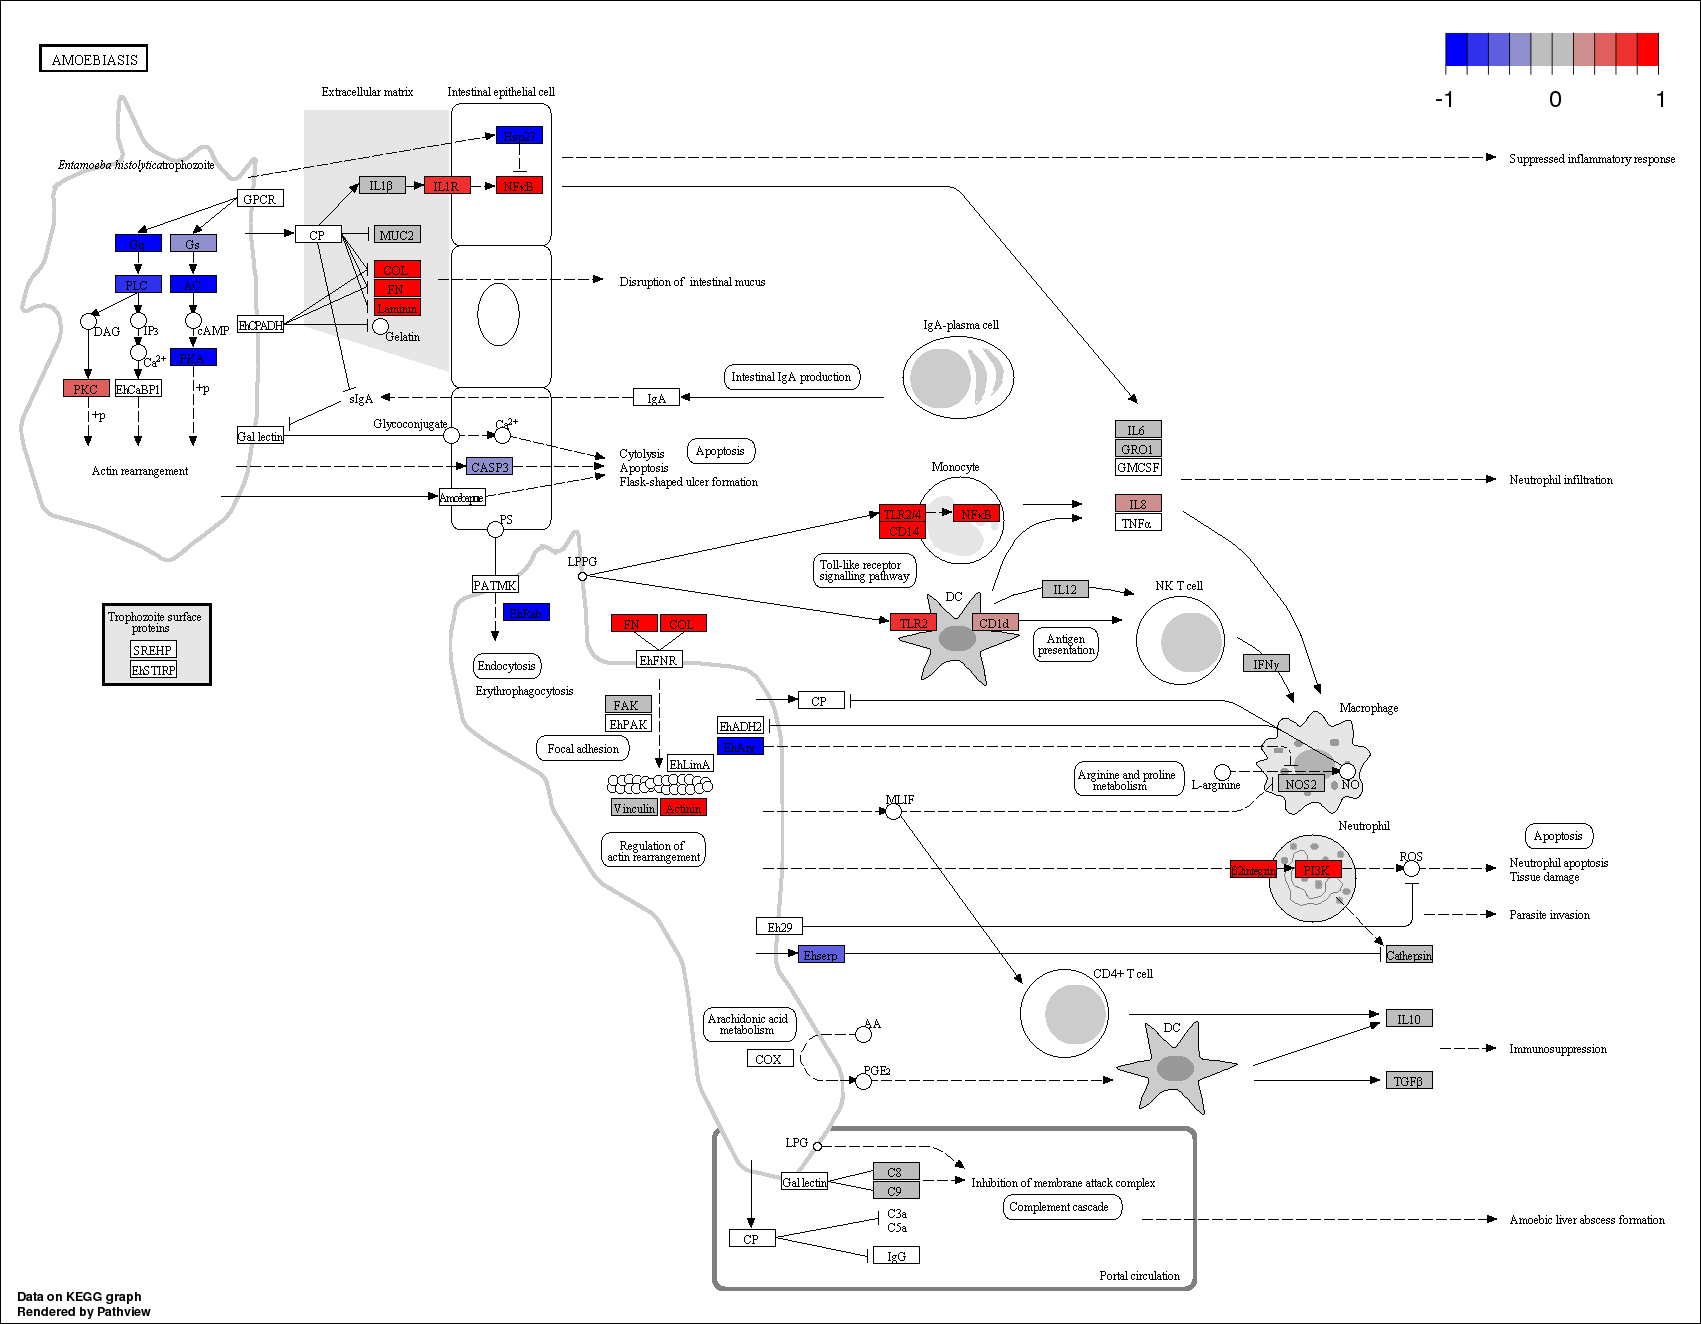 AMOEBIASIS
-1
0
1
Extracellular matrix
Intestinal epithelial cell
Entamoeba histolyticatrophozoite
Hsp27
Suppressed inflammatory response
GPCR
IL1β
IL1R
NFκB
CP
MUC2
Gs
COL
FN
Laminin
Gelatin
Disruption of intestinal mucus
PLC
AC
DAG
IP3
cAMP
EhCPADH
Ca2+
PKA
IgA-plasma cell
PKC
EhCaBP1
+p
+p
Intestinal IgA production
sIgA
IgA
Gal lectin
Glycoconjugate
Ca2+
Actin rearrangement
CASP3
Cytolysis
Apoptosis
Flask-shaped ulcer formation
Apoptosis
IL6
GRO1
GMCSF
IL8
TNFα
Neutrophil infiltration
Monocyte
TLR2/4
CD14
NFκB
PS
LPPG
Toll-like receptor
signalling pathway
PATMK
EhRab
DC
IL12
NK T cell
TLR2
CD1d
Antigen
presentation
Trophozoite surface
proteins
SREHP
EhSTIRP
FN
COL
EhFNR
Endocytosis
Erythrophagocytosis
IFNγ
FAK
EhPAK
CP
Macrophage
EhADH2
EhArg
Focal adhesion
EhLimA
Arginine and proline
metabolism
L-arginine
NOS2
NO
Vinculin
Actinin
MLIF
Neutrophil
Apoptosis
Regulation of
actin rearrangement
β2integrin
PI3K
ROS
Neutrophil apoptosis
Tissue damage
Eh29
Parasite invasion
Ehserp
Cathepsin
CD4+ T cell
Arachidonic acid
metabolism
AA
COX
PGE2
DC
IL10
Immunosuppression
TGFβ
LPG
Gal lectin
C8
C9
Inhibition of membrane attack complex
Complement cascade
C3a
C5a
CP
IgG
Amoebic liver abscess formation
Portal circulation
Data on KEGG graph
Rendered by Pathview